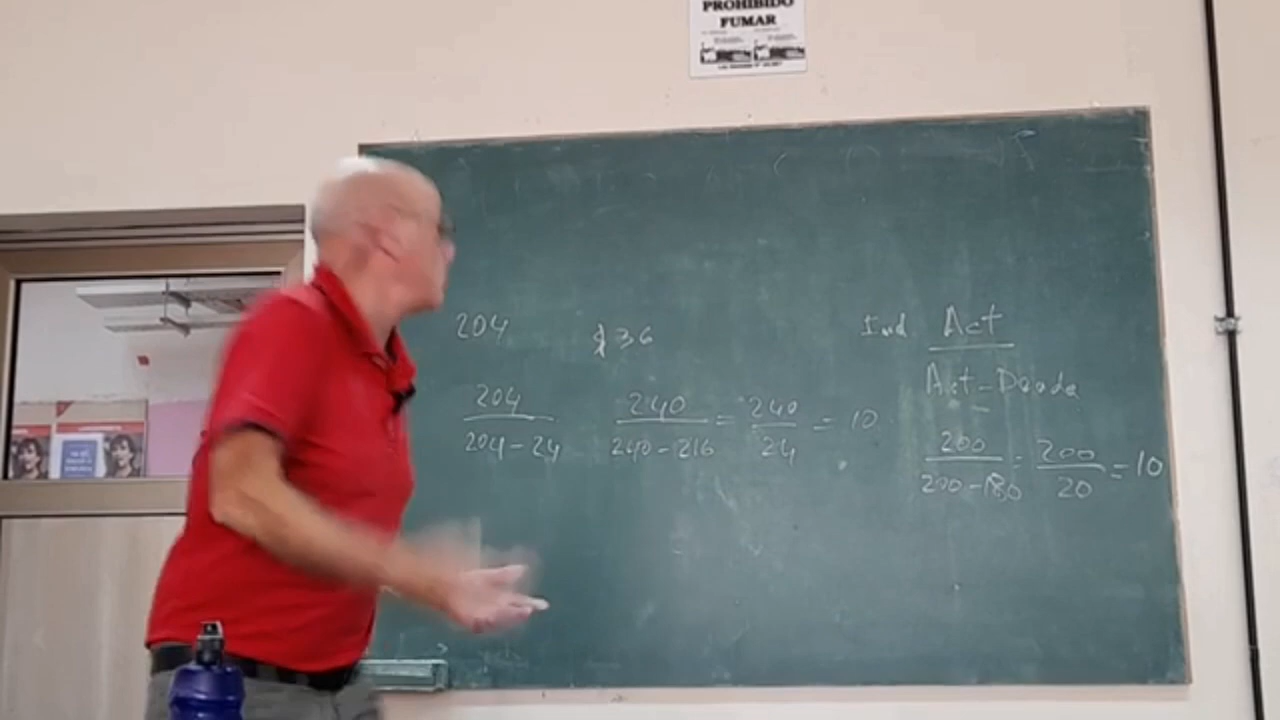 PROHIBIDO
FUMAR
204 $ 36 Ind Act
Act-Deuda
204 240 = 240 = 10
204-24 240-216 24
200 = 200 = 10
200-180 20